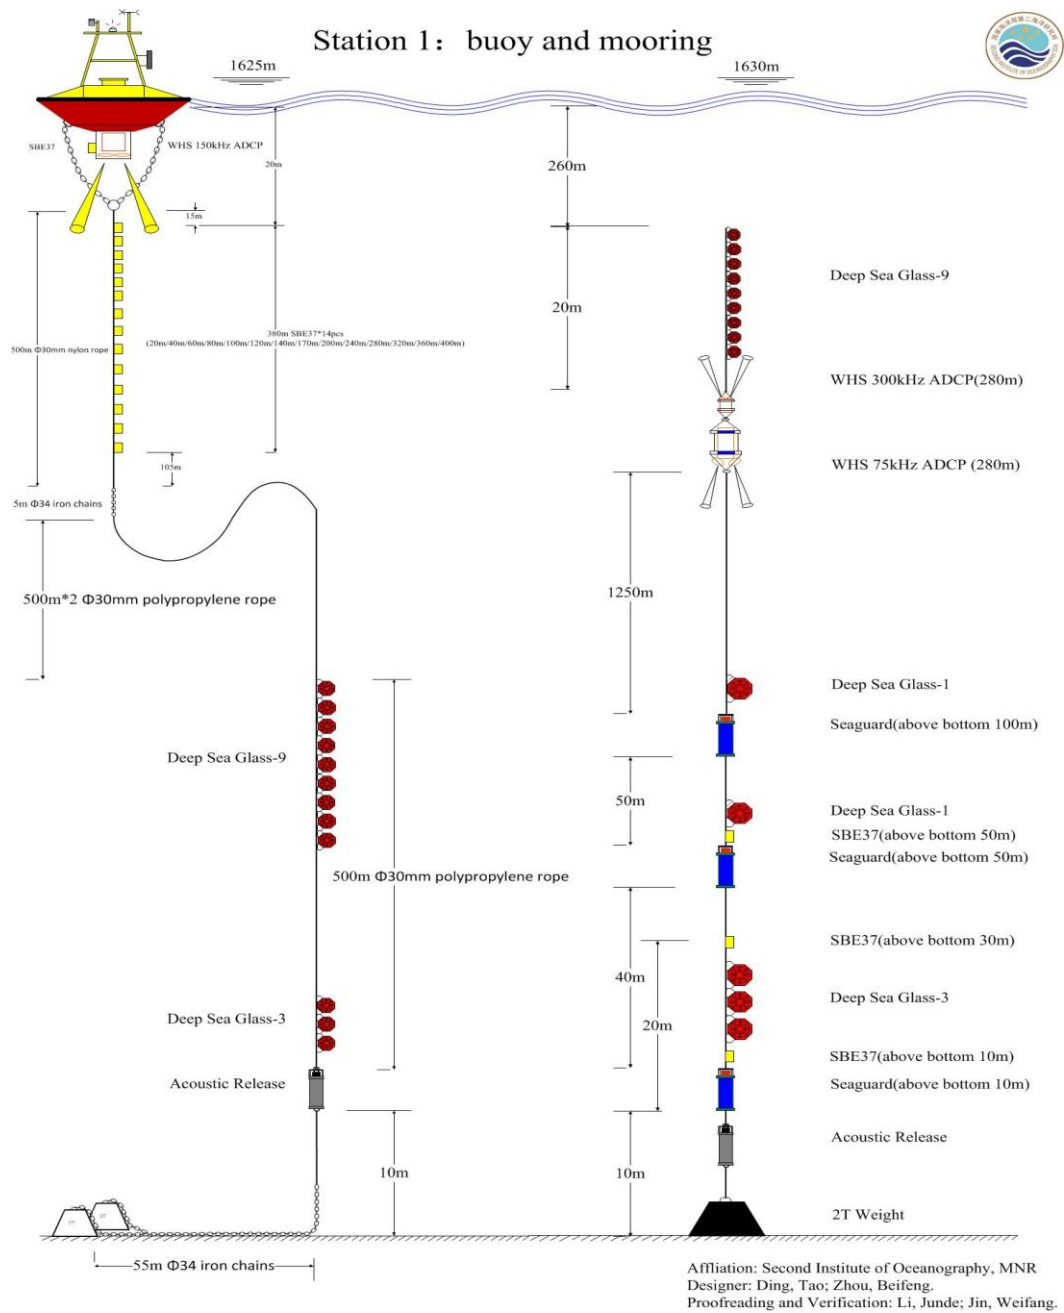 Station 1: buoy and mooring
1625m
1630m
SBE37
WHS 150kHz ADCP
20m
260m
15m
Deep Sea Glass-9
20m
380m SBE37*14pcs
(20m/40m/60m/80m/100m/120m/140m/170m/200m/240m/280m/320m/360m/400m)
500m Φ30mm nylon rope
WHS 300kHz ADCP(280m)
105m
WHS 75kHz ADCP (280m)
5m Φ34 iron chains
500m*2 Φ30mm polypropylene rope
1250m
Deep Sea Glass-1
Seaguard(above bottom 100m)
Deep Sea Glass-9
50m
Deep Sea Glass-1
SBE37(above bottom 50m)
Seaguard(above bottom 50m)
500m Φ30mm polypropylene rope
SBE37(above bottom 30m)
40m
Deep Sea Glass-3
Deep Sea Glass-3
20m
SBE37(above bottom 10m)
Acoustic Release
Seaguard(above bottom 10m)
Acoustic Release
10m
10m
2T
2T
2T Weight
55m Φ34 iron chains
Affliation: Second Institute of Oceanography, MNR
Designer: Ding, Tao; Zhou, Beifeng.
Proofreading and Verification: Li, Junde; Jin, Weifang.